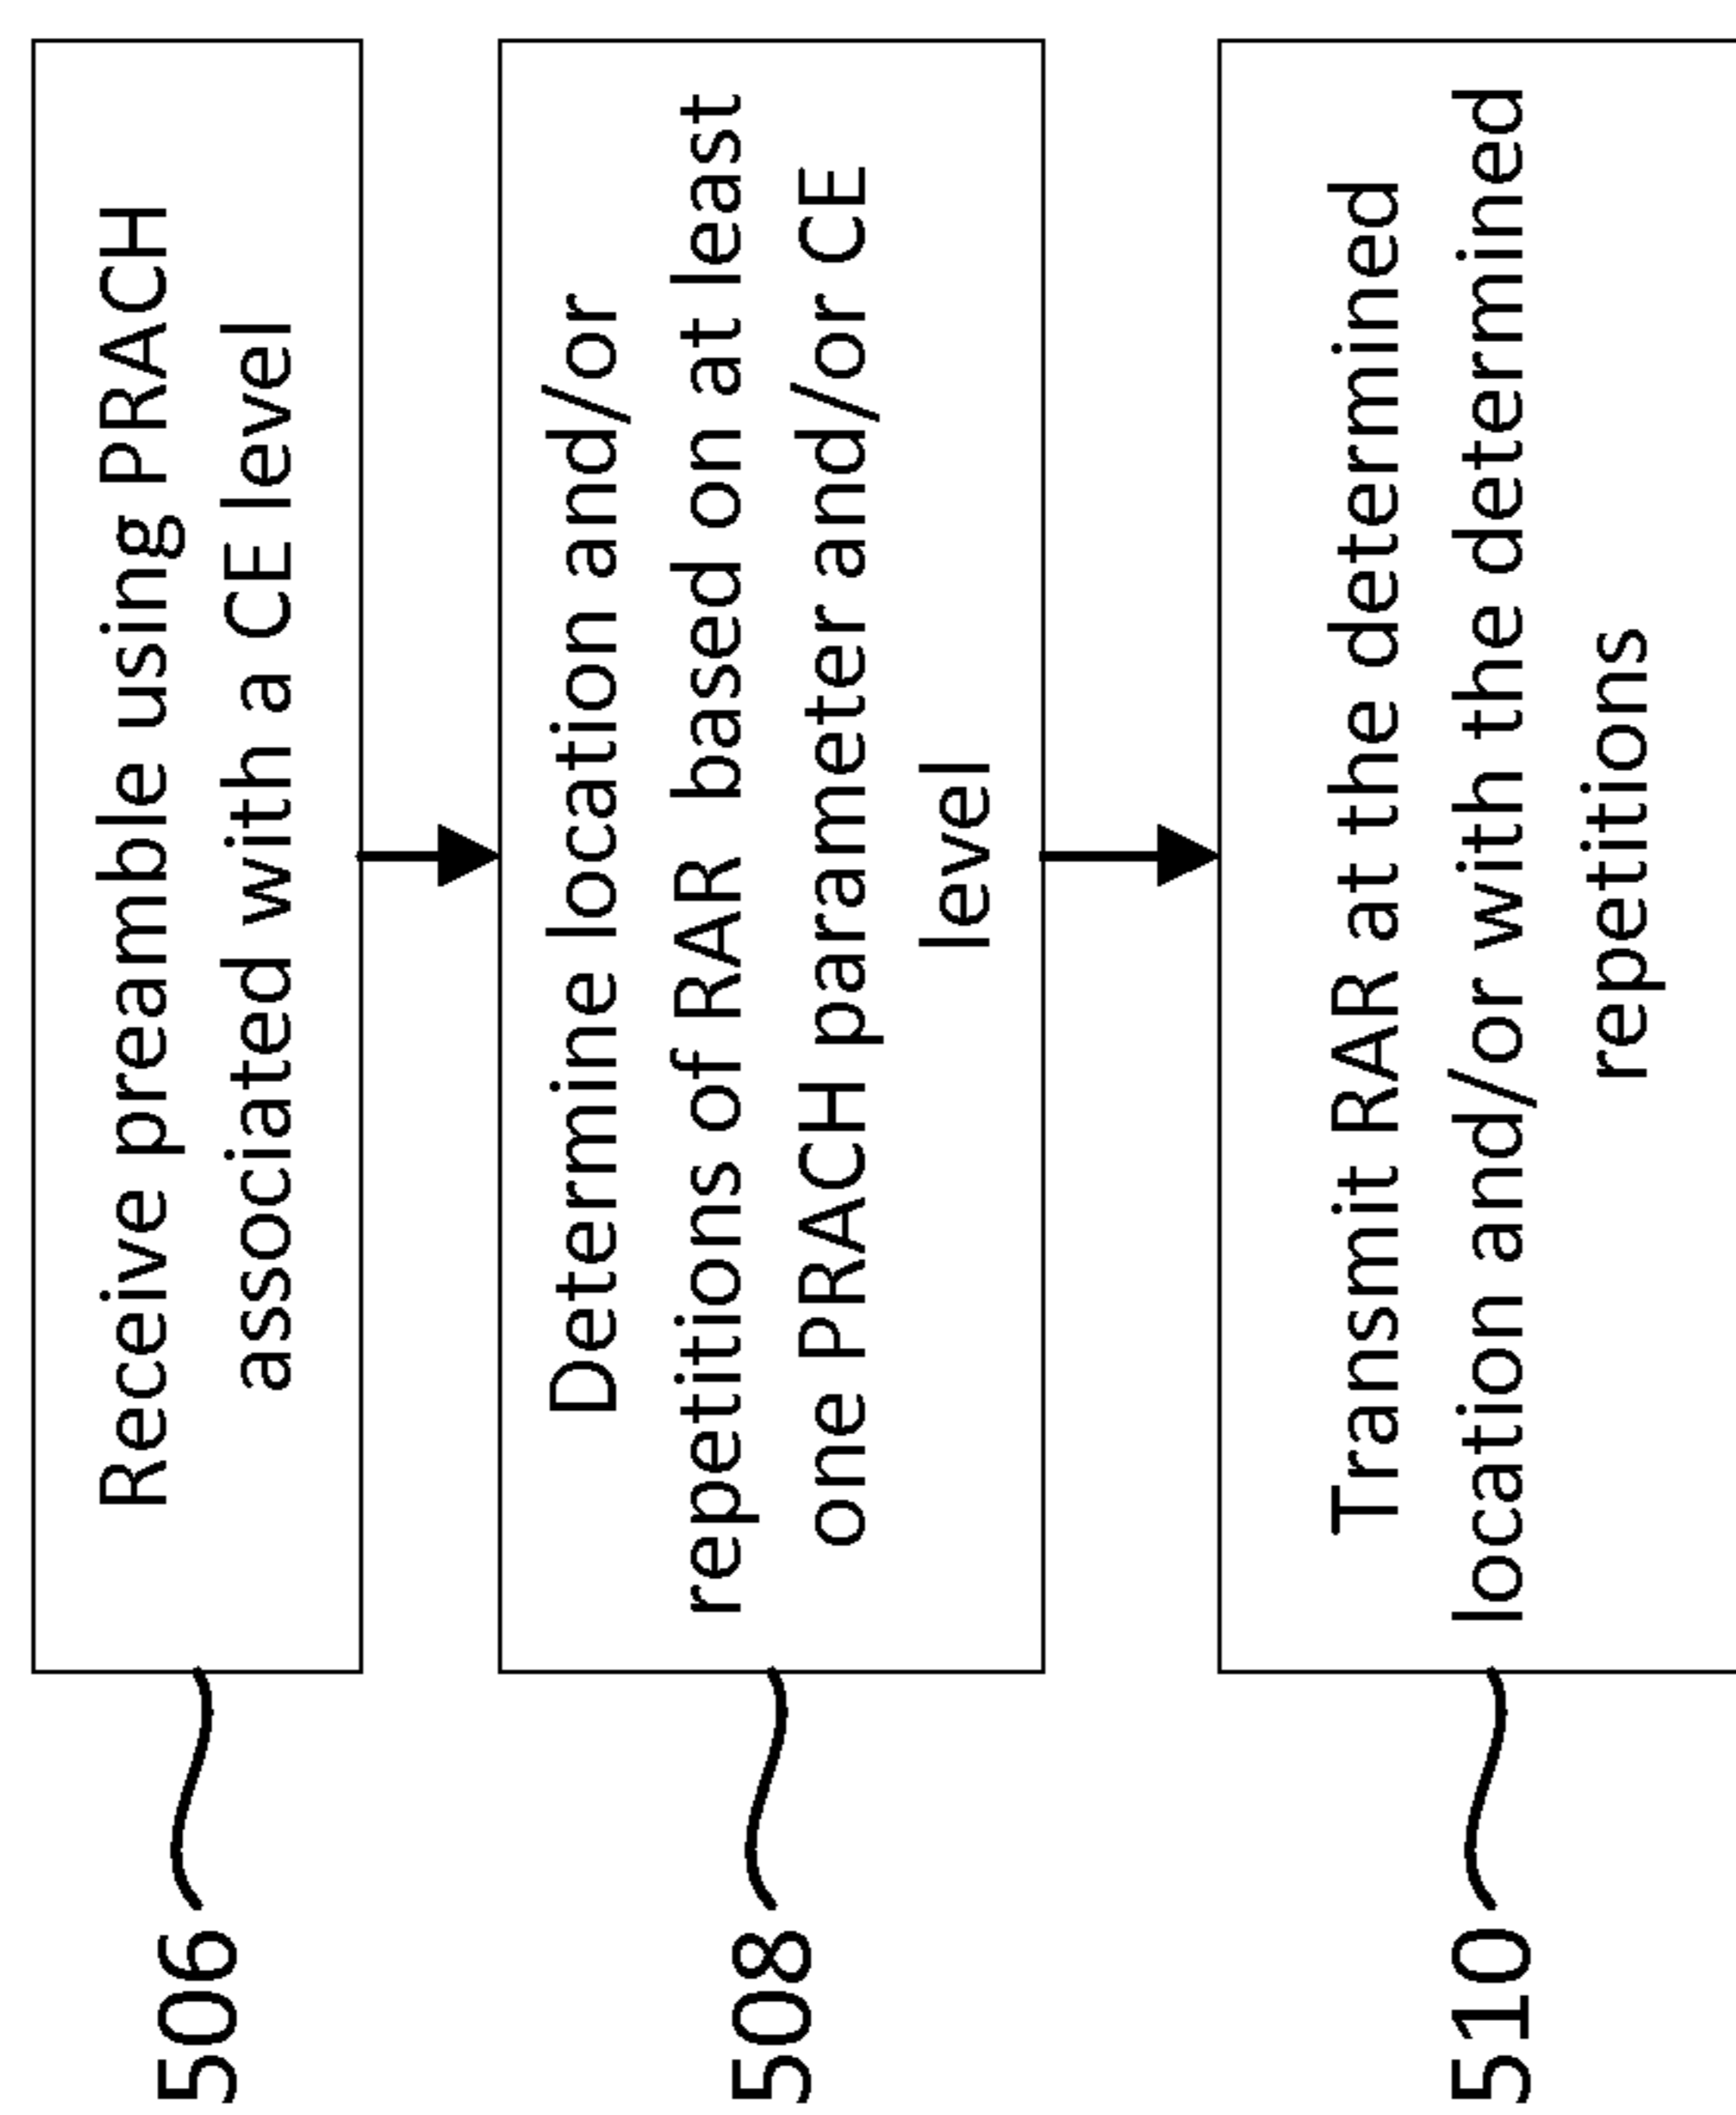 506
Receive preamble using PRACH
associated with a CE level
508
Determine location and/or
repetitions of RAR based on at least
one PRACH parameter and/or CE
level
510
Transmit RAR at the determined
location and/or with the determined
repetitions